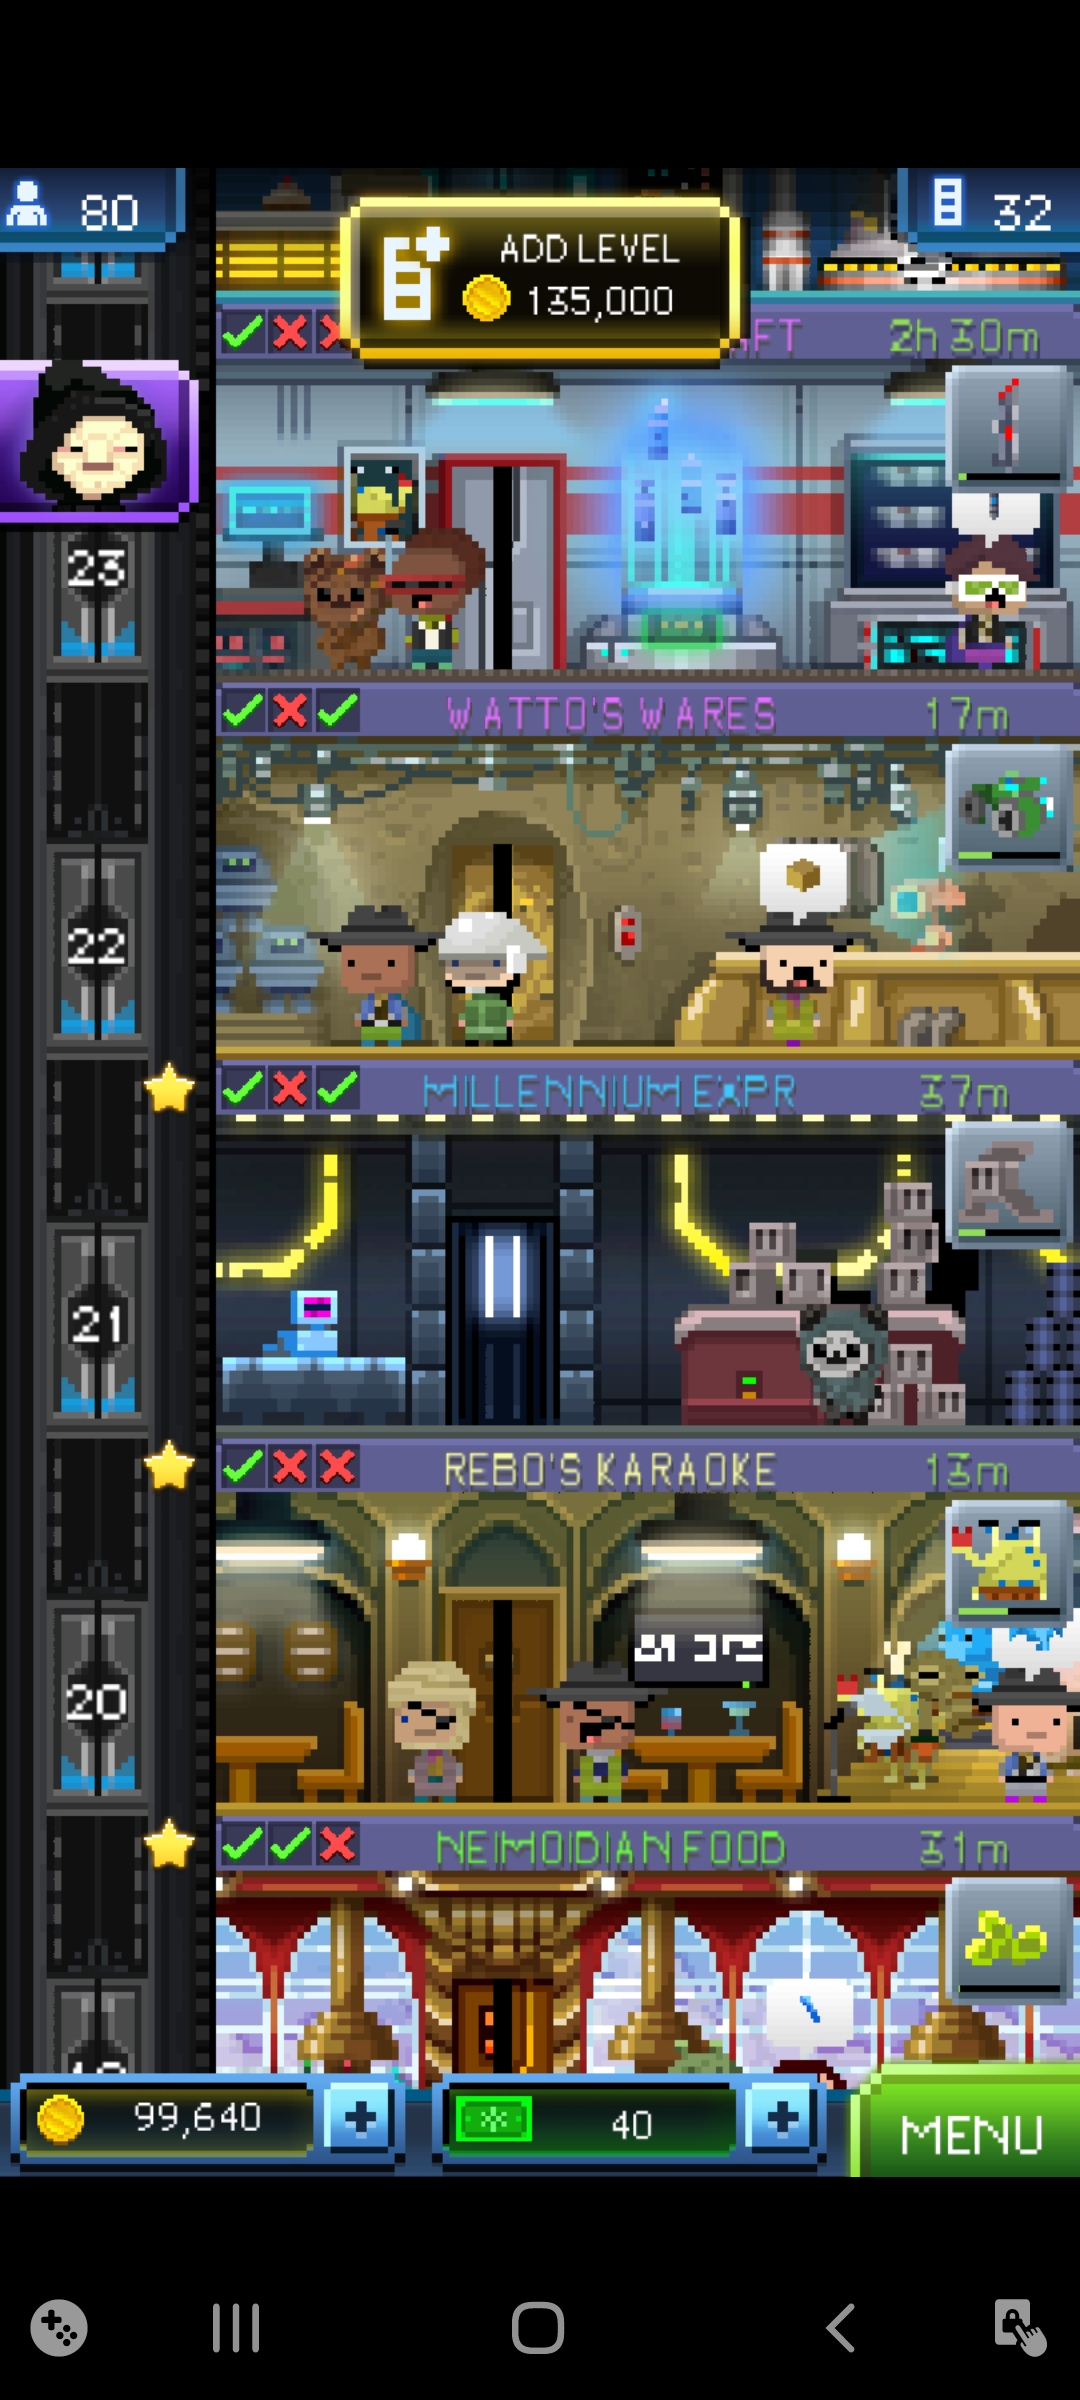 80
32
ADD LEVEL
135,000
2h 30m
23
WATTO'S WARES
17m
22
MILLENNIUM EXPR
37m
21
REBO'S KARAOKE
13m
20
NEIMOIDIAN FOOD
31m
99,640
40
MENU